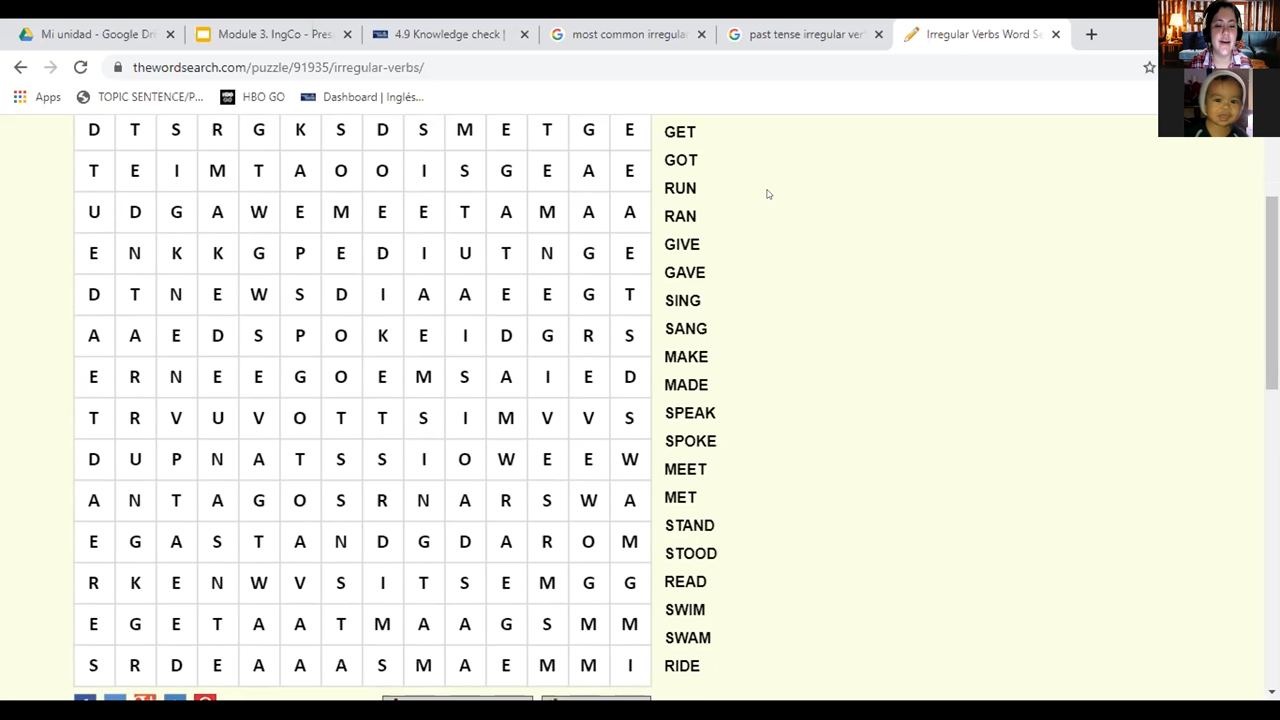 Mi unidad - Google Dri
Module 3. IngCo - Pres
4.9 Knowledge check |
most common irregula
past tense irregular ver
Irregular Verbs Word Se
thewordsearch.com/puzzle/91935/irregular-verbs/
Apps
TOPIC SENTENCE/P...
HBO GO
Dashboard | Inglés...
D T S R G K S D S M E T G E
T E I M T A O O I S G E A E
U D G A W E M E E T A M A A
E N K K G P E D I U T N G E
D T N E W S D I A A E E G T
A A E D S P O K E I D G R S
E R N E E G O E M S A I E D
T R V U V O T T S I M V V S
D U P N A T S S I O W E E W
A N T A G O S R N A R S W A
E G A S T A N D G D A R O M
R K E N W V S I T S E M G G
E G E T A A T M A A G S M M
S R D E A A A S M A E M M I
GET
GOT
RUN
RAN
GIVE
GAVE
SING
SANG
MAKE
MADE
SPEAK
SPOKE
MEET
MET
STAND
STOOD
READ
SWIM
SWAM
RIDE